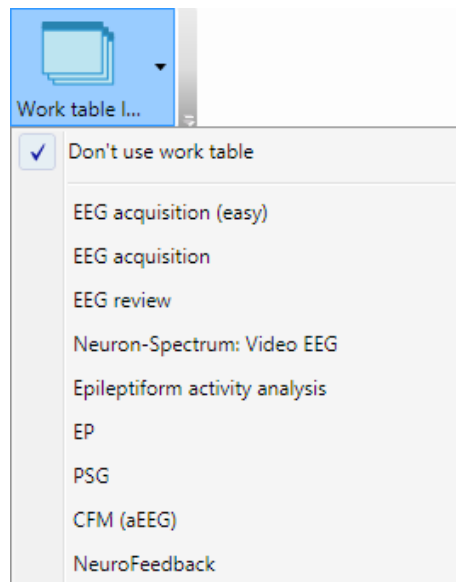 Work table l...
Don't use work table
EEG acquisition (easy)
EEG acquisition
EEG review
Neuron-Spectrum: Video EEG
Epileptiform activity analysis
EP
PSG
CFM (aEEG)
NeuroFeedback